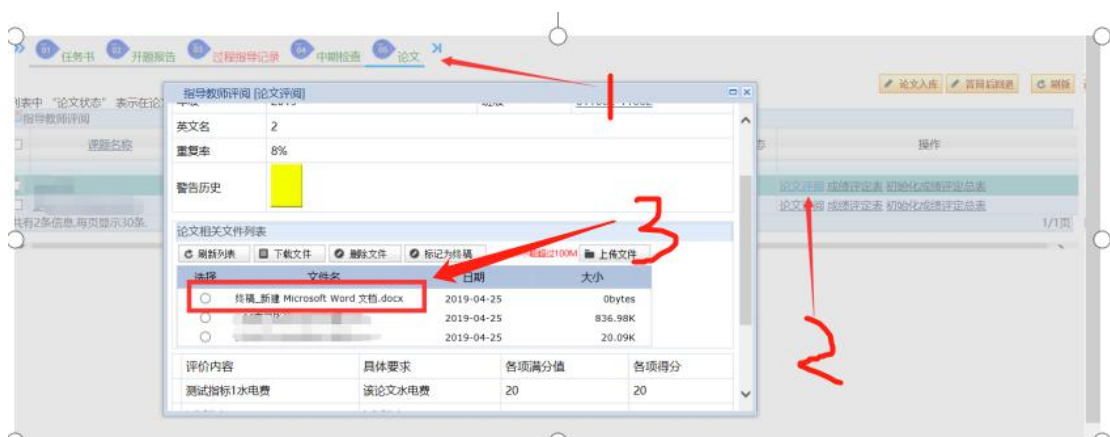 01 任务书 02 开题报告 03 过程指导记录 04 中期检查 05 论文
1
指导教师评阅 [论文评阅]
论文入库 答辩后回退 刷新
列表中 "论文状态" 表示在论
指导教师评阅
英文名 2
课题名称
操作
重复率 8%
警告历史
论文评阅 成绩评定表 初始化成绩评定总表
论文评阅 成绩评定表 初始化成绩评定总表
共有2条信息,每页显示30条.
1/1页
3
论文相关文件列表
刷新列表 下载文件 删除文件 标记为终稿 超过100M 上传文件
选择 文件名 日期 大小
终稿_新建 Microsoft Word 文档.docx 2019-04-25 0bytes
2019-04-25 836.98K
2019-04-25 20.09K
2
评价内容 具体要求 各项满分值 各项得分
测试指标1水电费 该论文水电费 20 20